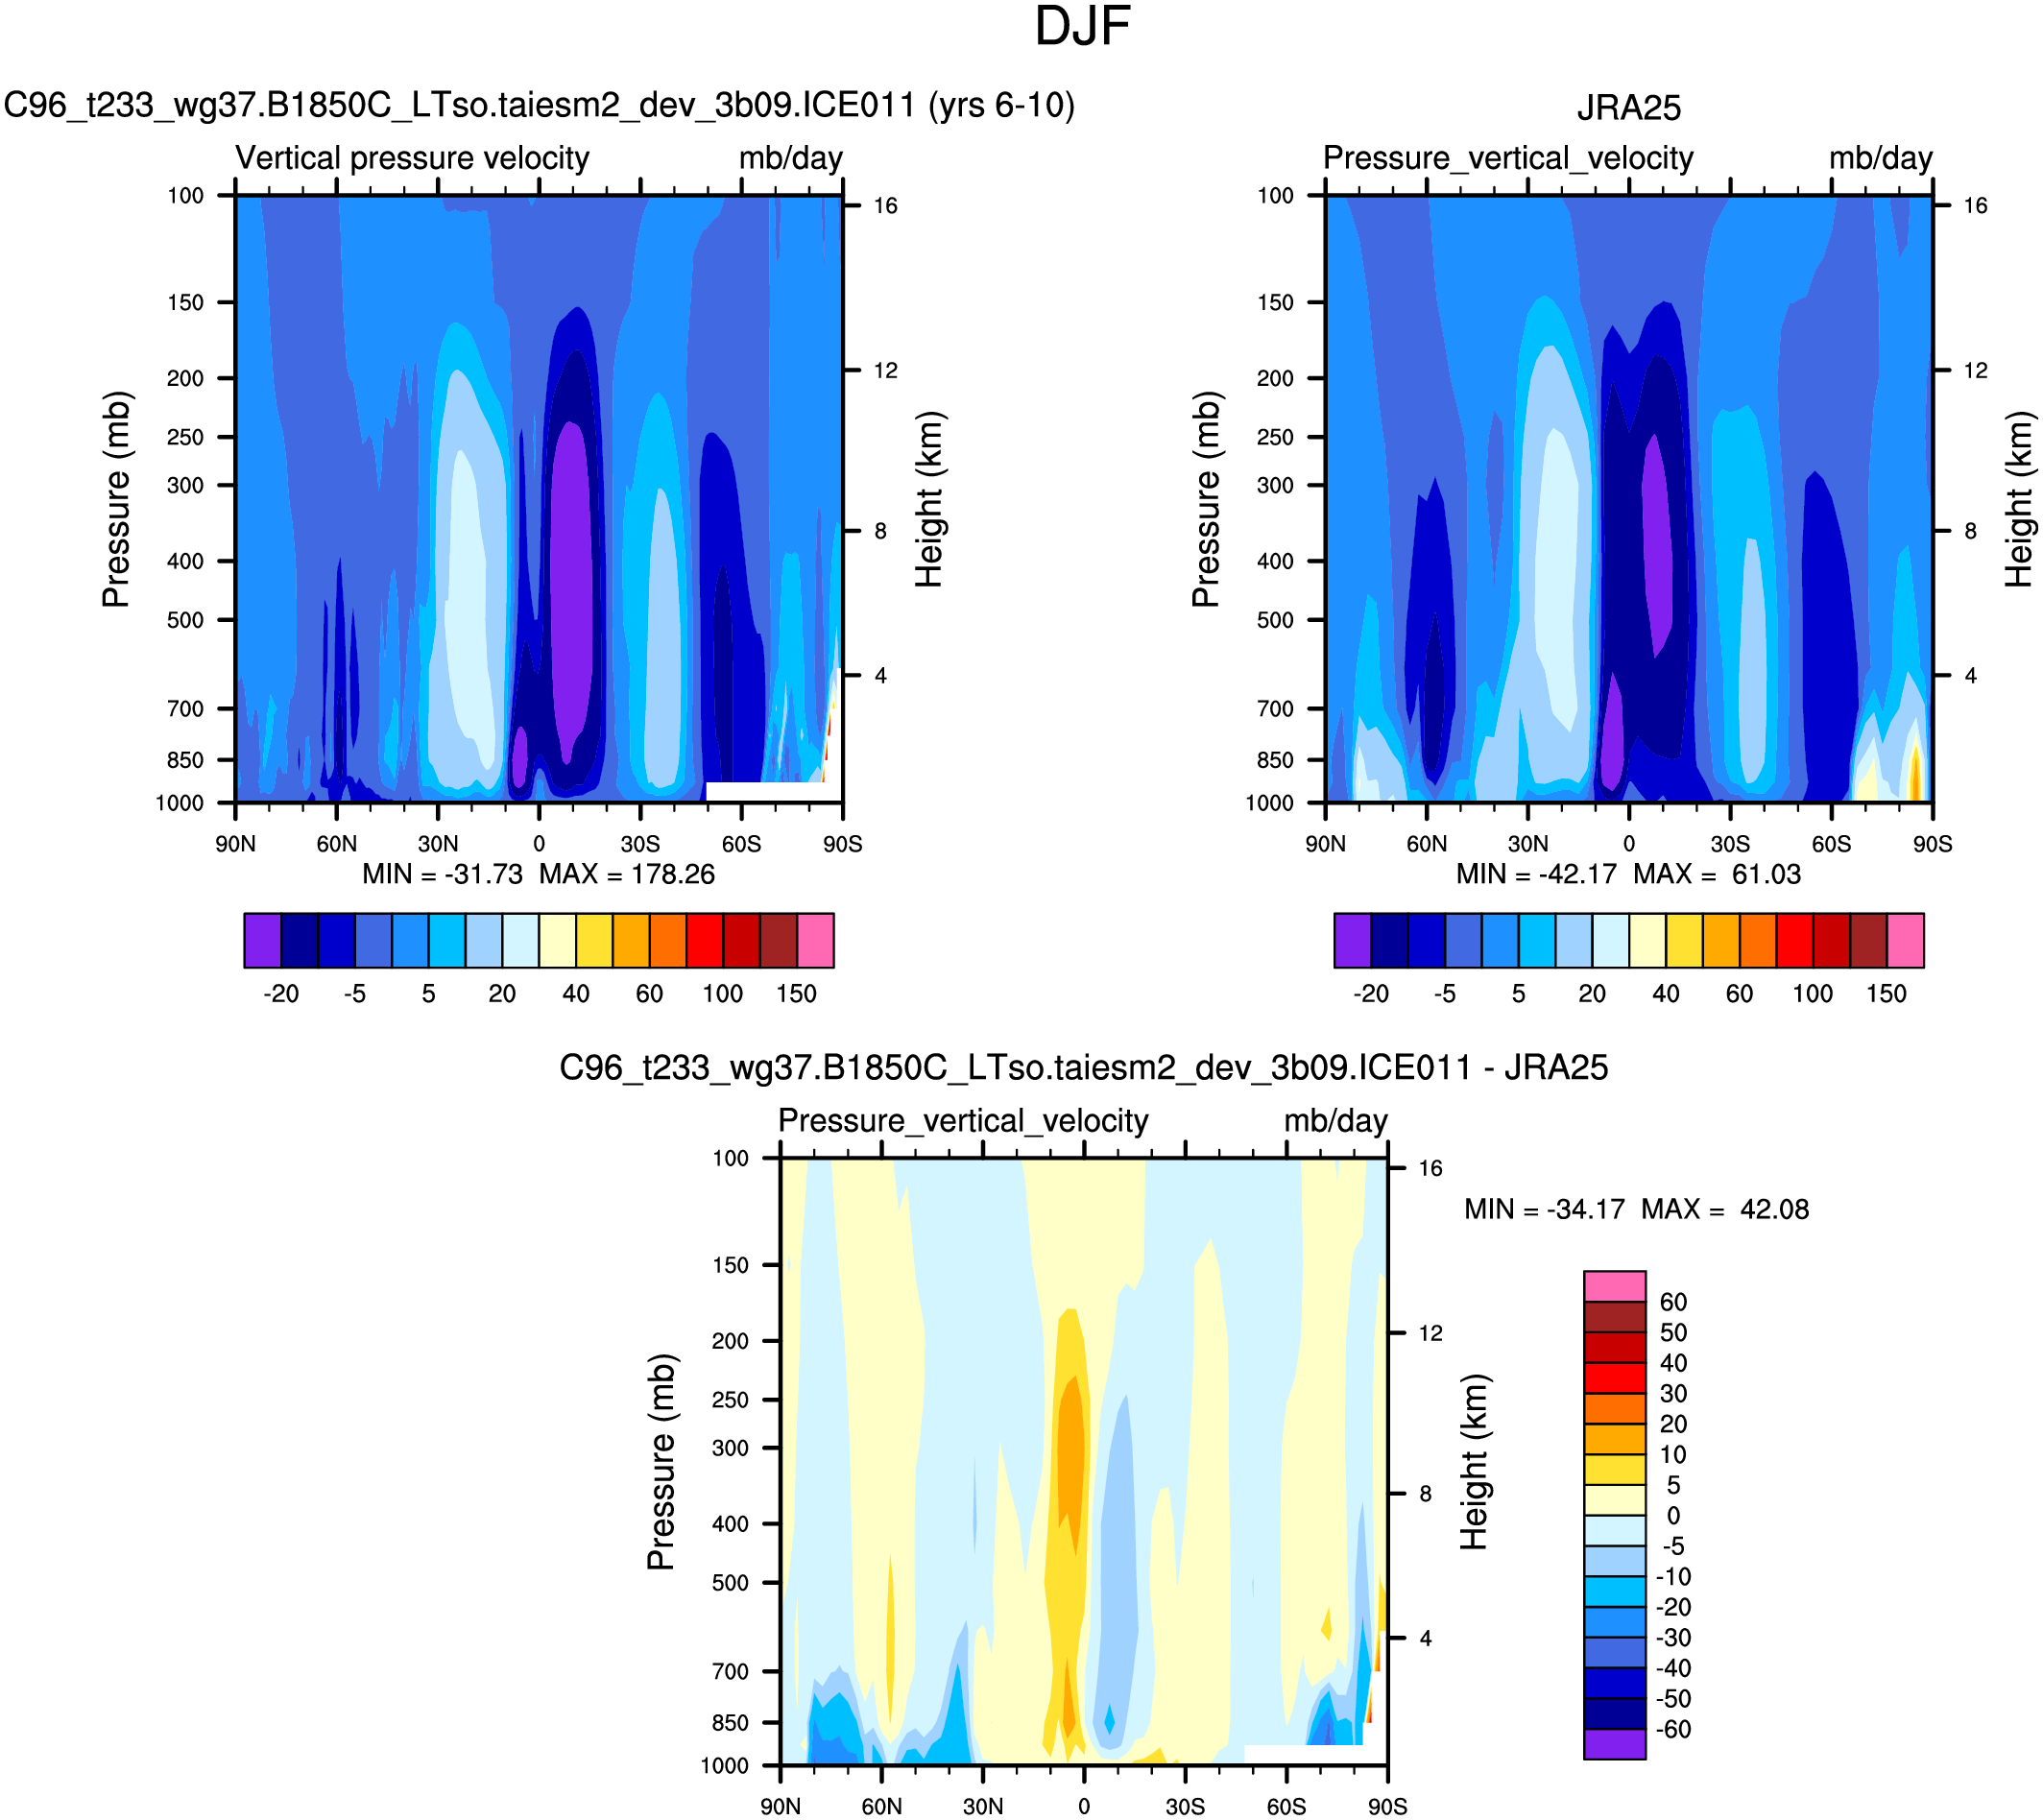 DJF
C96_t233_wg37.B1850C_LTso.taiesm2_dev_3b09.ICE011 (yrs 6-10)
Vertical pressure velocity mb/day
Pressure (mb)
100
150
200
250
300
400
500
700
850
1000
16
12
8
4
Height (km)
90N 60N 30N 0 30S 60S 90S
MIN = -31.73 MAX = 178.26
-20 -5 5 20 40 60 100 150
JRA25
Pressure_vertical_velocity mb/day
Pressure (mb)
100
150
200
250
300
400
500
700
850
1000
16
12
8
4
Height (km)
90N 60N 30N 0 30S 60S 90S
MIN = -42.17 MAX = 61.03
-20 -5 5 20 40 60 100 150
C96_t233_wg37.B1850C_LTso.taiesm2_dev_3b09.ICE011 - JRA25
Pressure_vertical_velocity mb/day
Pressure (mb)
100
150
200
250
300
400
500
700
850
1000
16
12
8
4
Height (km)
90N 60N 30N 0 30S 60S 90S
MIN = -34.17 MAX = 42.08
60
50
40
30
20
10
5
0
-5
-10
-20
-30
-40
-50
-60